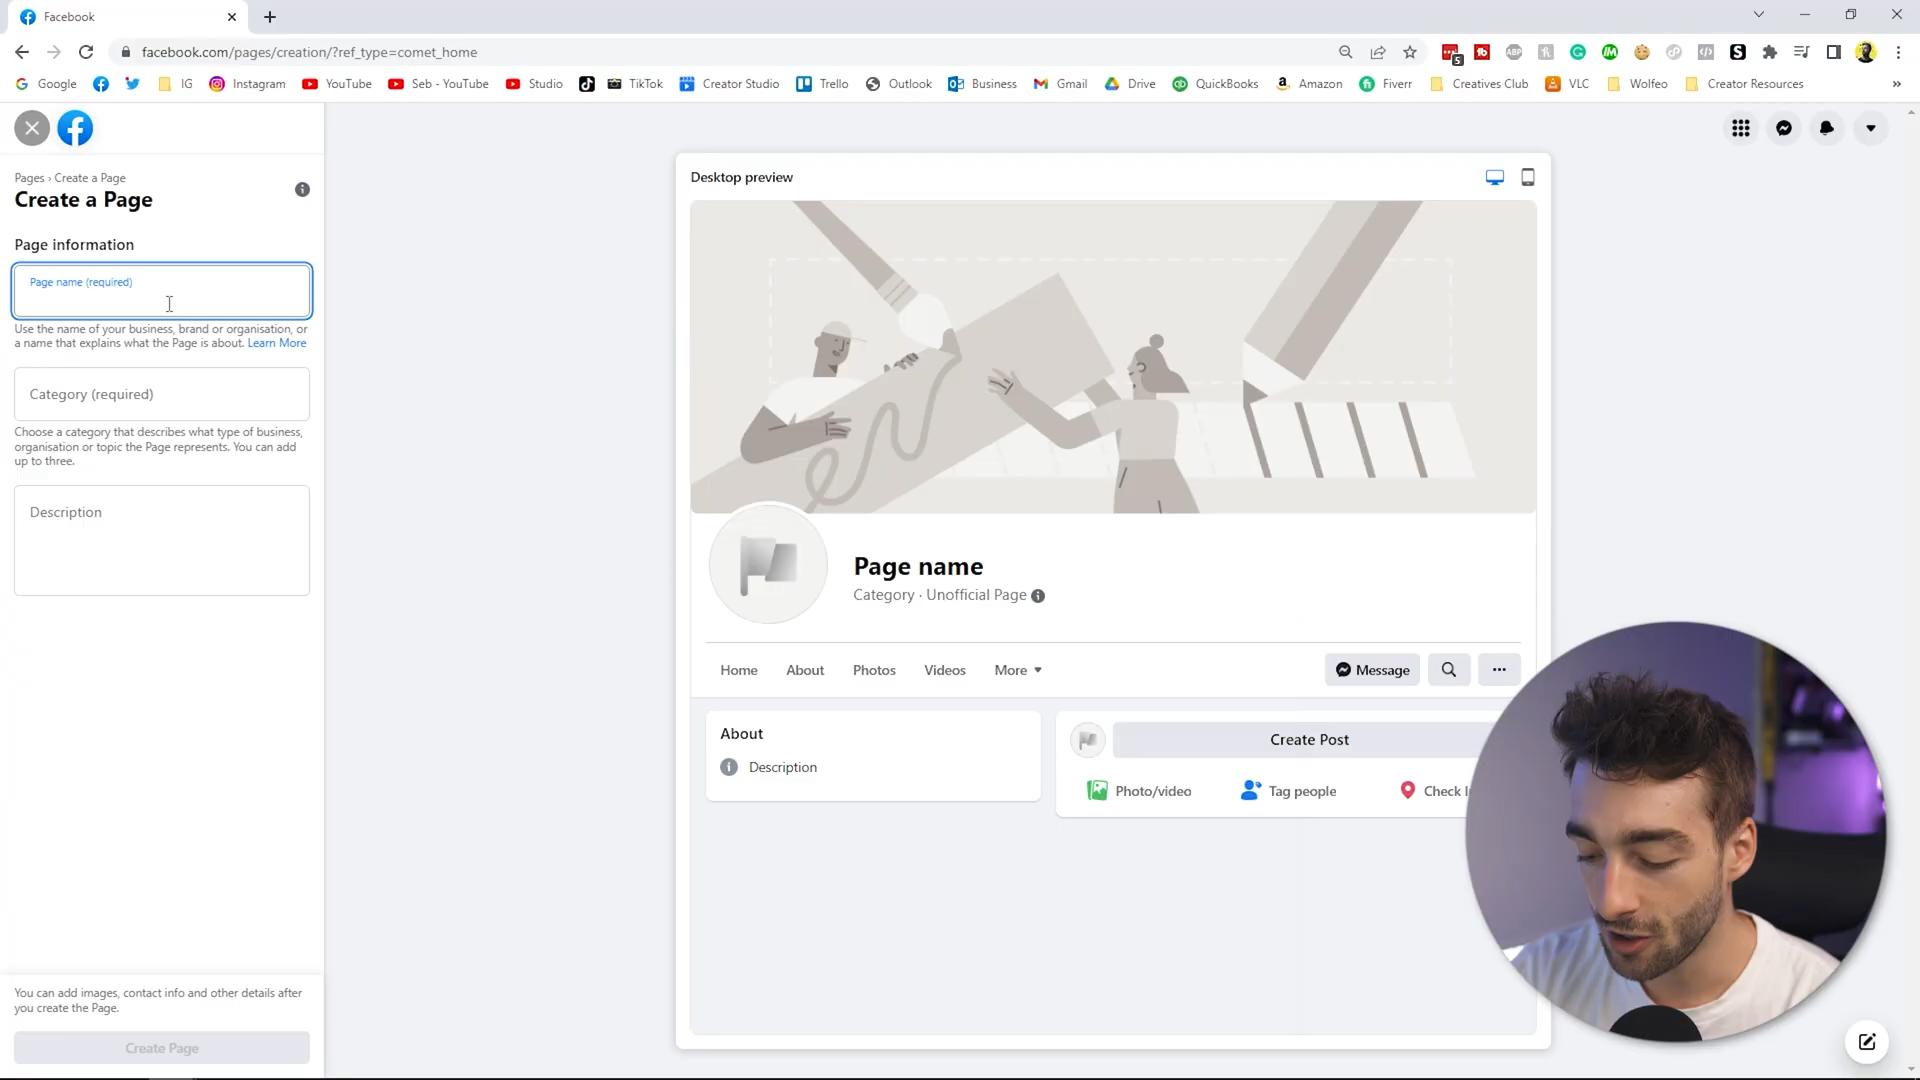 Facebook
facebook.com/pages/creation/?ref_type=comet_home
5
ABP
Google
IG
Instagram
YouTube
Seb - YouTube
Studio
TikTok
Creator Studio
Trello
Outlook
Business
Gmail
Drive
QuickBooks
Amazon
Fiverr
Creatives Club
VLC
Wolfeo
Creator Resources
Pages › Create a Page
Create a Page
Page information
Page name (required)
Use the name of your business, brand or organisation, or
a name that explains what the Page is about. Learn More
Category (required)
Choose a category that describes what type of business,
organisation or topic the Page represents. You can add
up to three.
Description
You can add images, contact info and other details after
you create the Page.
Create Page
Desktop preview
Page name
Category · Unofficial Page
Home
About
Photos
Videos
More
Message
About
Description
Create Post
Photo/video
Tag people
Check I